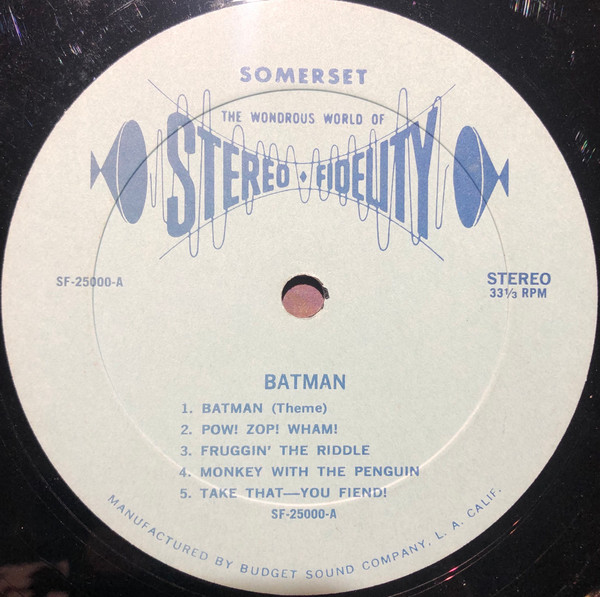 SOMERSET
THE WONDROUS WORLD OF
STEREO • FIDELITY
SF-25000-A
STEREO
33⅓ RPM
BATMAN
1. BATMAN (Theme)
2. POW! ZOP! WHAM!
3. FRUGGIN' THE RIDDLE
4. MONKEY WITH THE PENGUIN
5. TAKE THAT—YOU FIEND!
SF-25000-A
MANUFACTURED BY BUDGET SOUND COMPANY, L. A. CALIF.